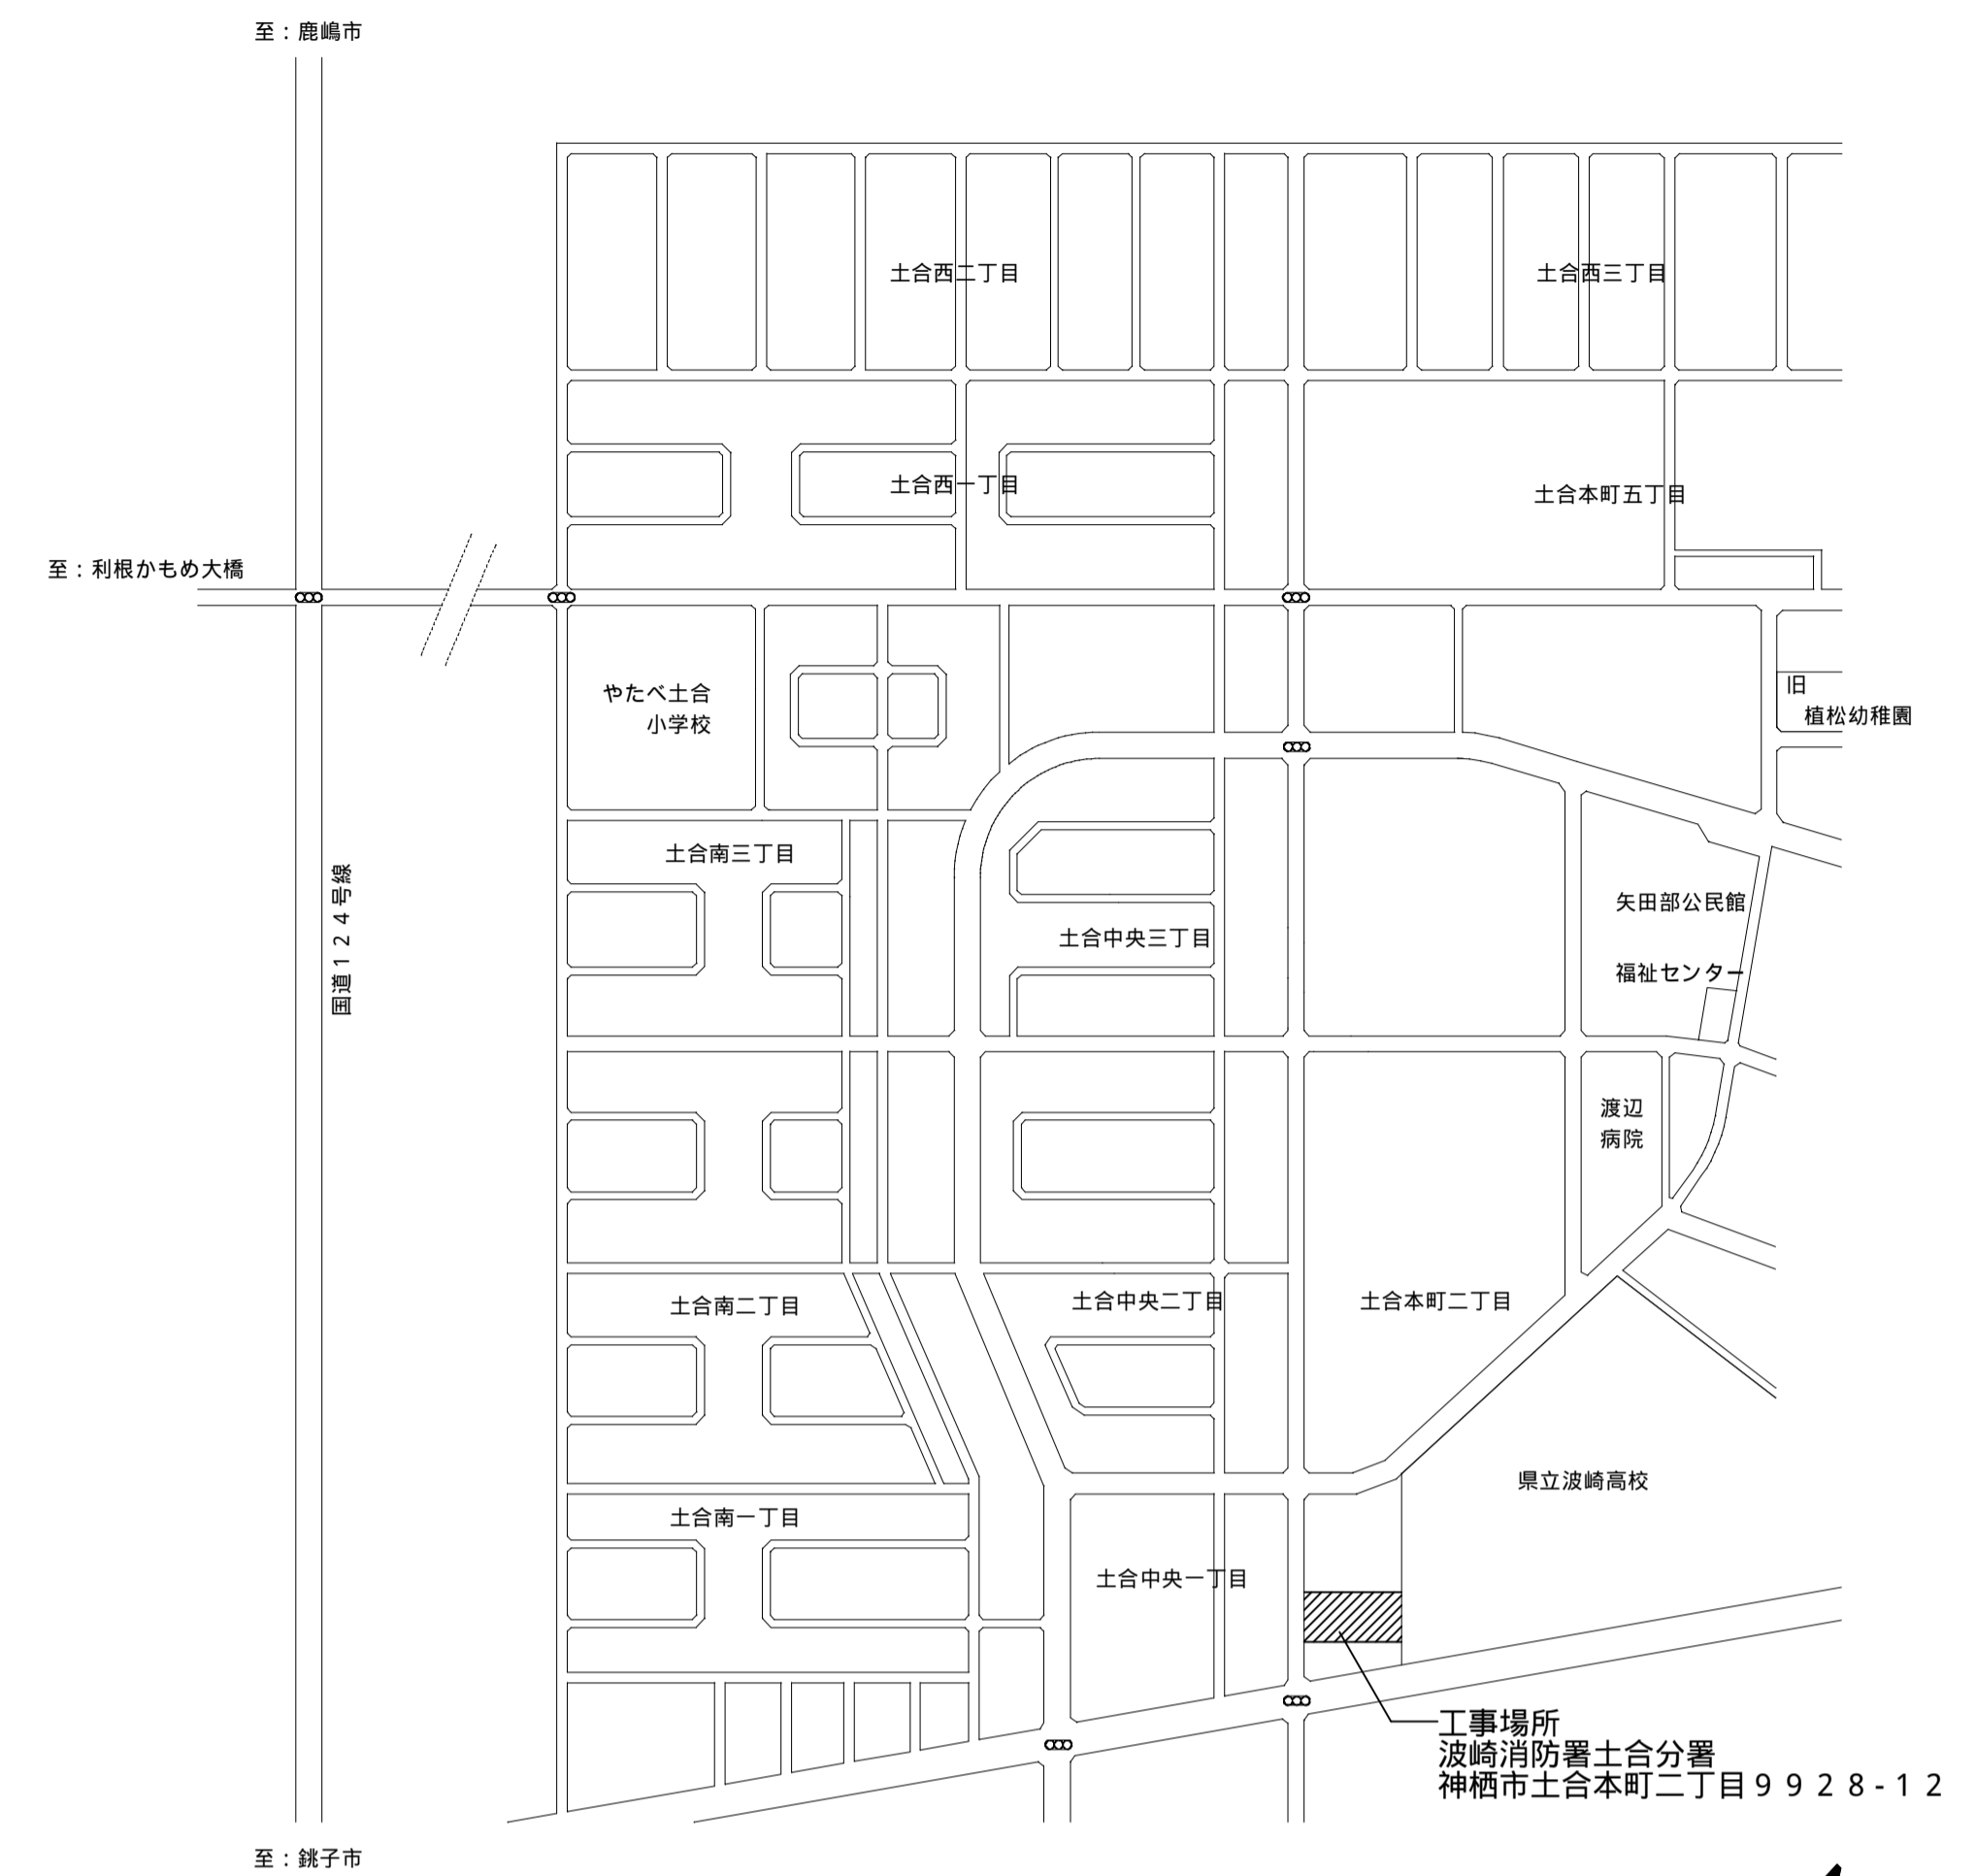 至：鹿嶋市
土合西二丁目
土合西三丁目
土合西一丁目
土合本町五丁目
至：利根かもめ大橋
やたべ土合
小学校
旧
植松幼稚園
土合南三丁目
国道１２４号線
矢田部公民館
土合中央三丁目
福祉センター
渡辺
病院
土合南二丁目
土合中央二丁目
土合本町二丁目
県立波崎高校
土合南一丁目
土合中央一丁目
工事場所
波崎消防署土合分署
神栖市土合本町二丁目９９２８-１２
至：銚子市